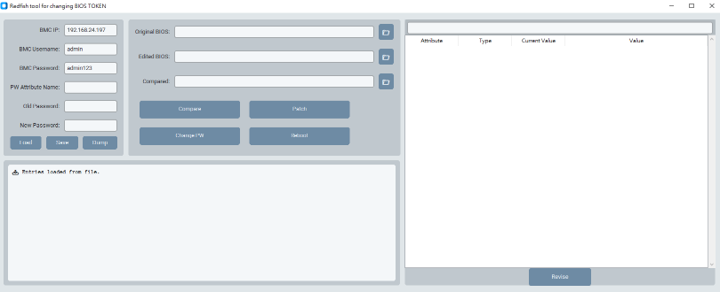 Redfish tool for changing BIOS TOKEN
BMC IP: 192.168.24.197
BMC Username: admin
BMC Password: admin123
PW Attribute Name:
Old Password:
New Password:
Load Save Dump
Original BIOS:
Edited BIOS:
Compared:
Compare Patch
Change PW Reboot
Entries loaded from file.
Attribute Type Current Value Value
Revise